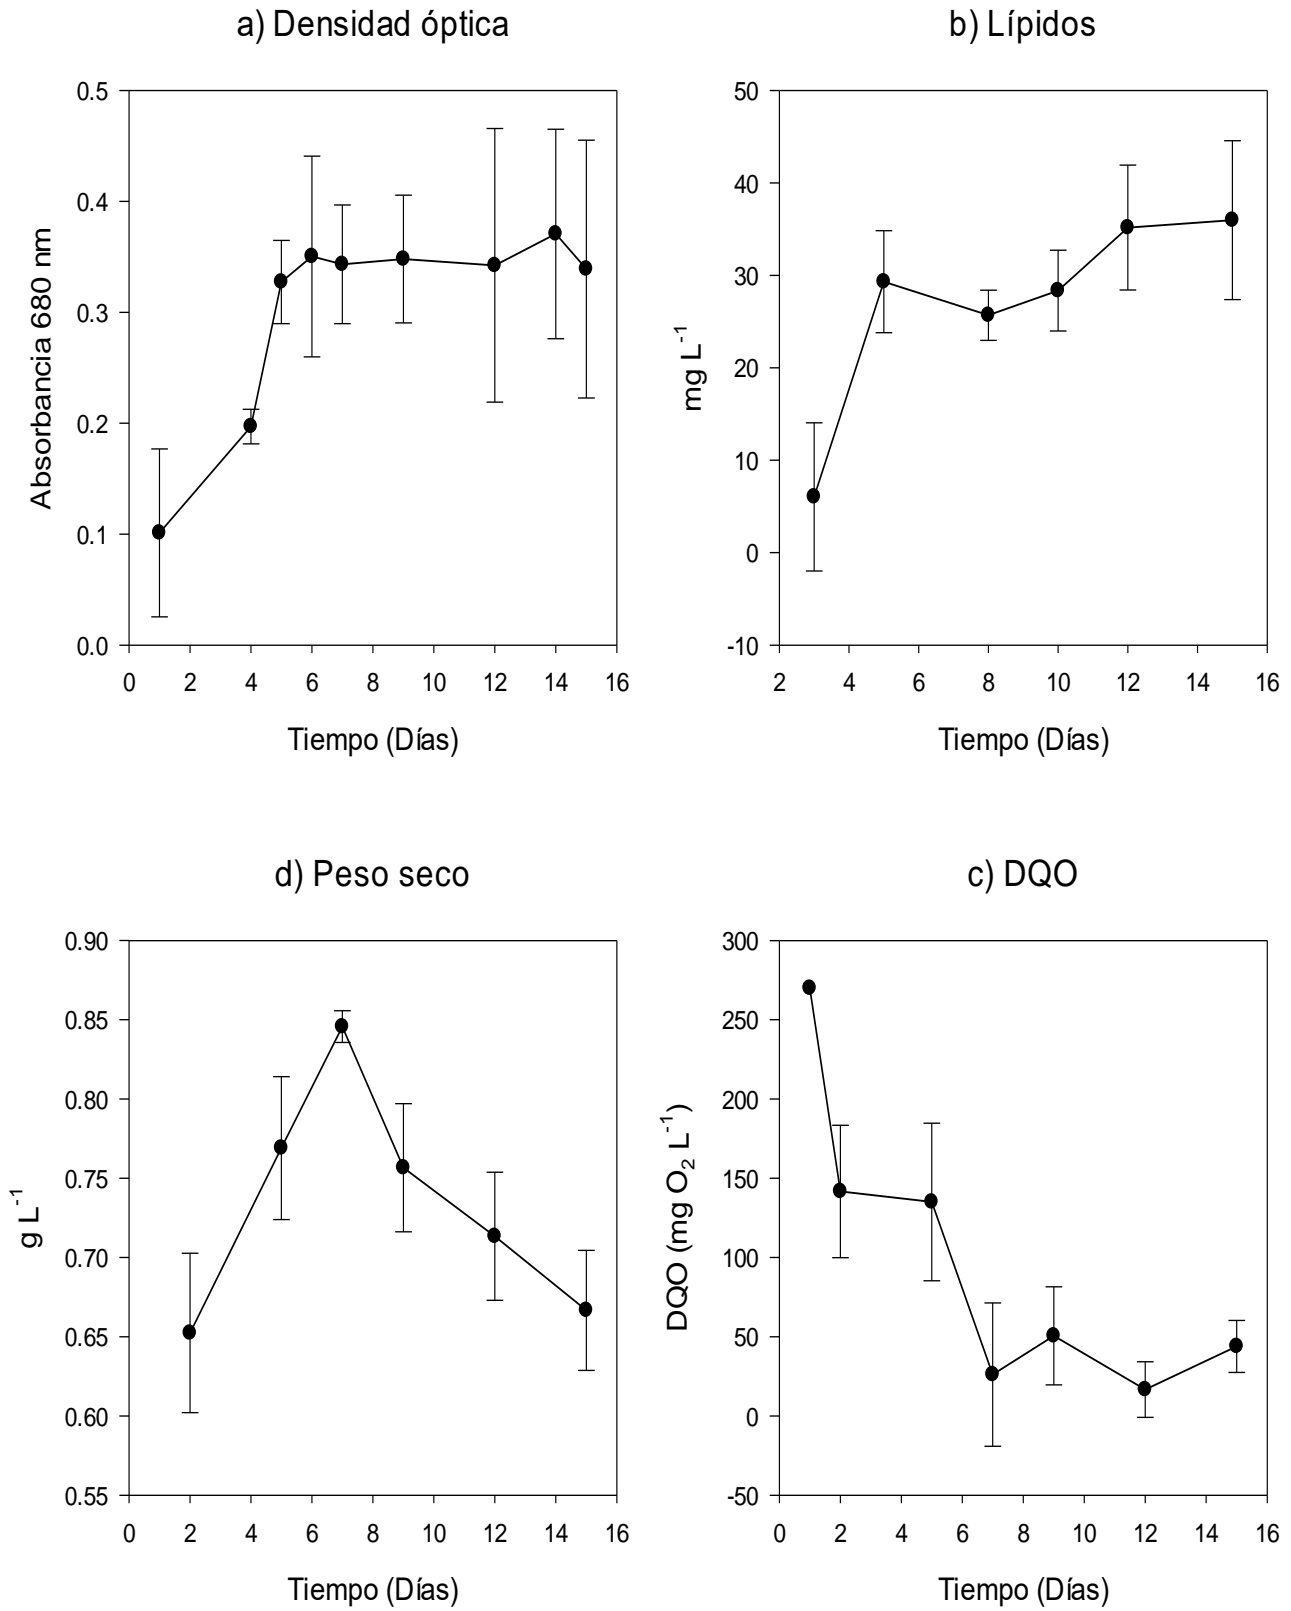 a) Densidad óptica
Absorbancia 680 nm
0.5
0.4
0.3
0.2
0.1
0.0
0 2 4 6 8 10 12 14 16
Tiempo (Días)
b) Lípidos
mg L⁻¹
50
40
30
20
10
0
-10
2 4 6 8 10 12 14 16
Tiempo (Días)
d) Peso seco
g L⁻¹
0.90
0.85
0.80
0.75
0.70
0.65
0.60
0.55
0 2 4 6 8 10 12 14 16
Tiempo (Días)
c) DQO
DQO (mg O₂ L⁻¹)
300
250
200
150
100
50
0
-50
0 2 4 6 8 10 12 14 16
Tiempo (Días)